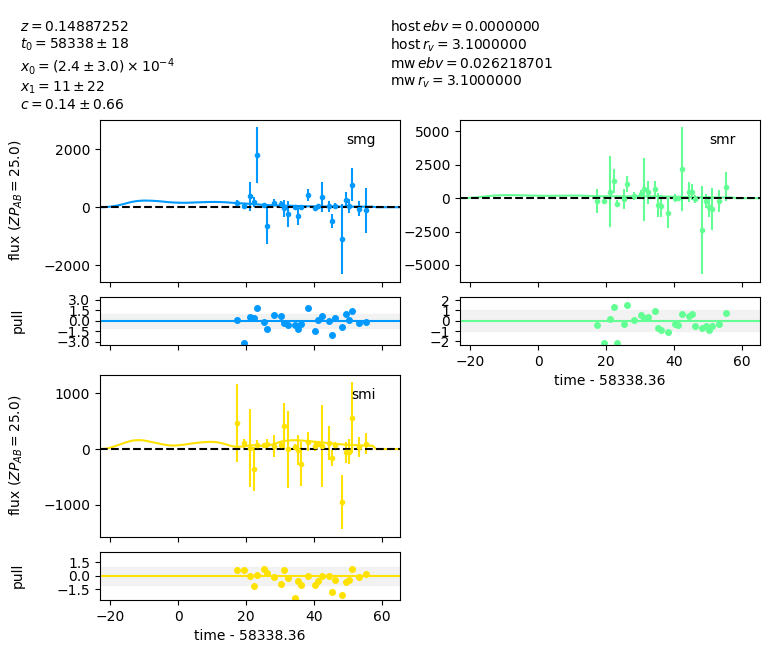 z = 0.14887252
t₀ = 58338 ± 18
x₀ = (2.4 ± 3.0) × 10⁻⁴
x₁ = 11 ± 22
c = 0.14 ± 0.66
host ebv = 0.0000000
host r_v = 3.1000000
mw ebv = 0.026218701
mw r_v = 3.1000000
smg
2000
0
−2000
flux (ZP_AB = 25.0)
smr
5000
2500
0
−2500
−5000
3.0
1.5
0.0
−1.5
−3.0
pull
2
1
0
−1
−2
−20 0 20 40 60
time - 58338.36
smi
1000
0
−1000
flux (ZP_AB = 25.0)
1.5
0.0
−1.5
pull
−20 0 20 40 60
time - 58338.36